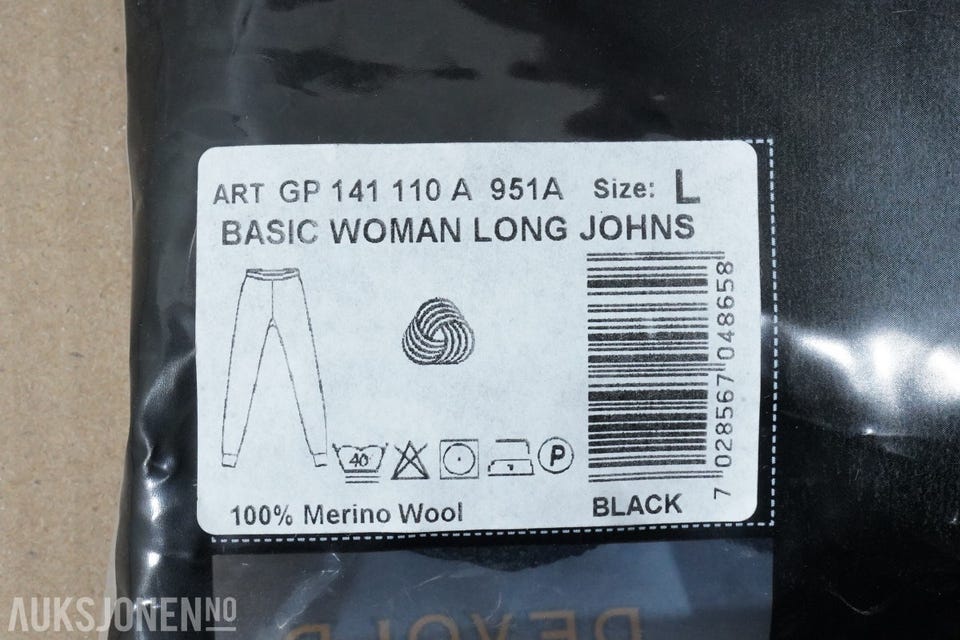 ART GP 141 110 A 951A Size: L
BASIC WOMAN LONG JOHNS
7 028567 048658
40
P
100% Merino Wool
BLACK
DEVOLD
AUKSJONEN.NO